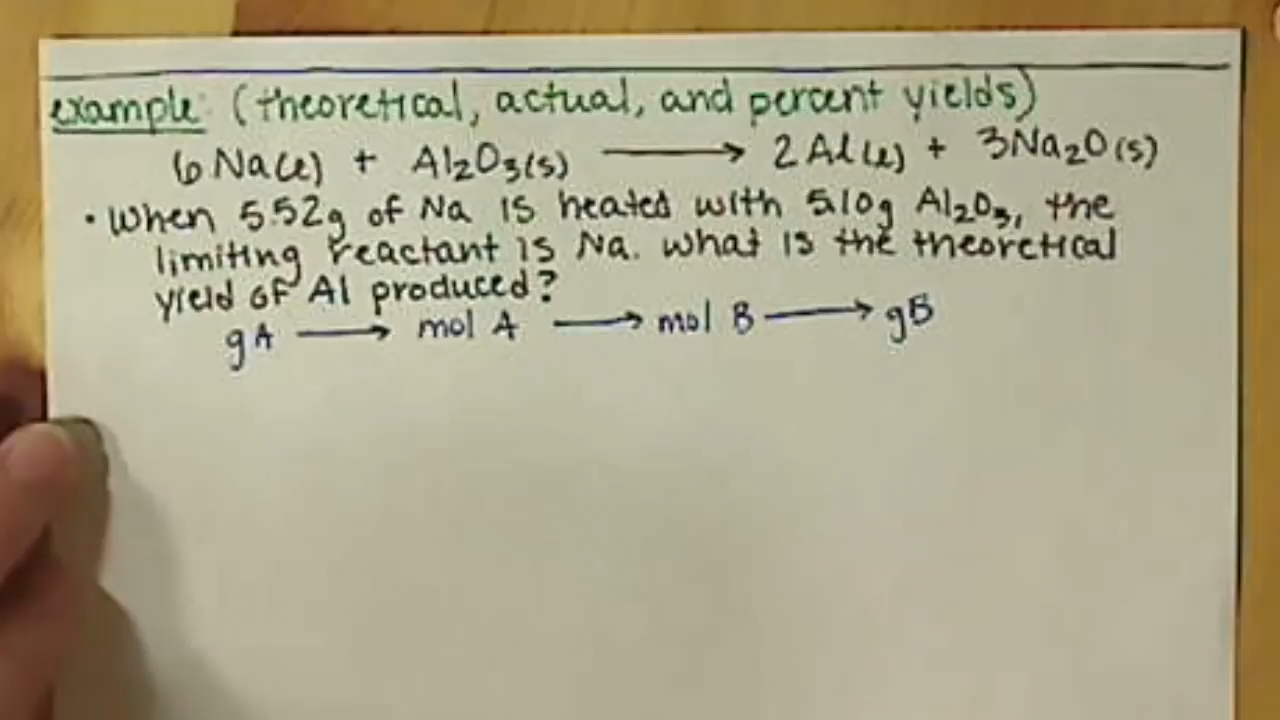 example: (theoretical, actual, and percent yields)
6Na(l) + Al₂O₃(s) ⟶ 2Al(l) + 3Na₂O(s)
• When 5.52g of Na is heated with 5.10g Al₂O₃, the
limiting reactant is Na. what is the theoretical
yield of Al produced?
gA ⟶ mol A ⟶ mol B ⟶ gB